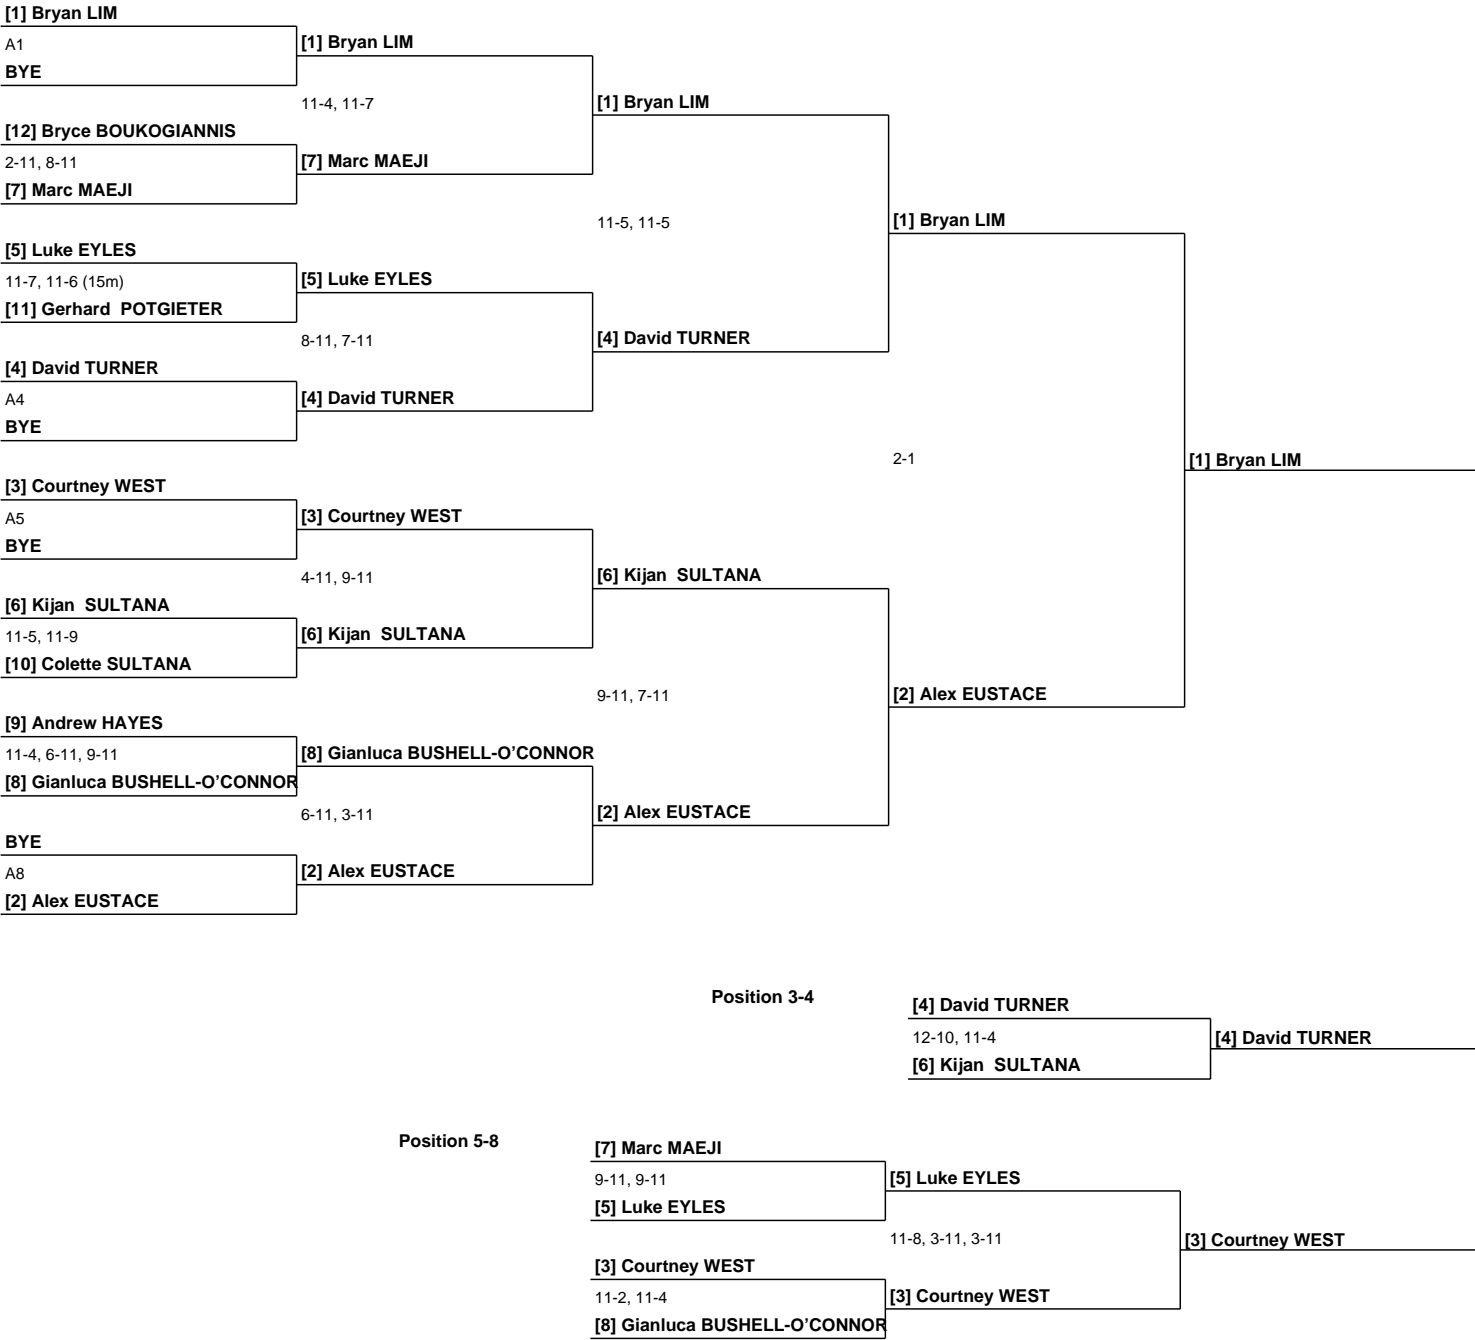 [1] Bryan LIM
A1
[1] Bryan LIM
BYE
11-4, 11-7
[1] Bryan LIM
[12] Bryce BOUKOGIANNIS
2-11, 8-11
[7] Marc MAEJI
[7] Marc MAEJI
11-5, 11-5
[1] Bryan LIM
[5] Luke EYLES
11-7, 11-6 (15m)
[5] Luke EYLES
[11] Gerhard  POTGIETER
8-11, 7-11
[4] David TURNER
[4] David TURNER
A4
[4] David TURNER
BYE
2-1
[1] Bryan LIM
[3] Courtney WEST
A5
[3] Courtney WEST
BYE
4-11, 9-11
[6] Kijan  SULTANA
[6] Kijan  SULTANA
11-5, 11-9
[6] Kijan  SULTANA
[10] Colette SULTANA
9-11, 7-11
[2] Alex EUSTACE
[9] Andrew HAYES
11-4, 6-11, 9-11
[8] Gianluca BUSHELL-O’CONNOR
[8] Gianluca BUSHELL-O’CONNOR
6-11, 3-11
[2] Alex EUSTACE
BYE
A8
[2] Alex EUSTACE
[2] Alex EUSTACE
Position 3-4
[4] David TURNER
12-10, 11-4
[4] David TURNER
[6] Kijan  SULTANA
Position 5-8
[7] Marc MAEJI
9-11, 9-11
[5] Luke EYLES
[5] Luke EYLES
11-8, 3-11, 3-11
[3] Courtney WEST
[3] Courtney WEST
11-2, 11-4
[3] Courtney WEST
[8] Gianluca BUSHELL-O’CONNOR